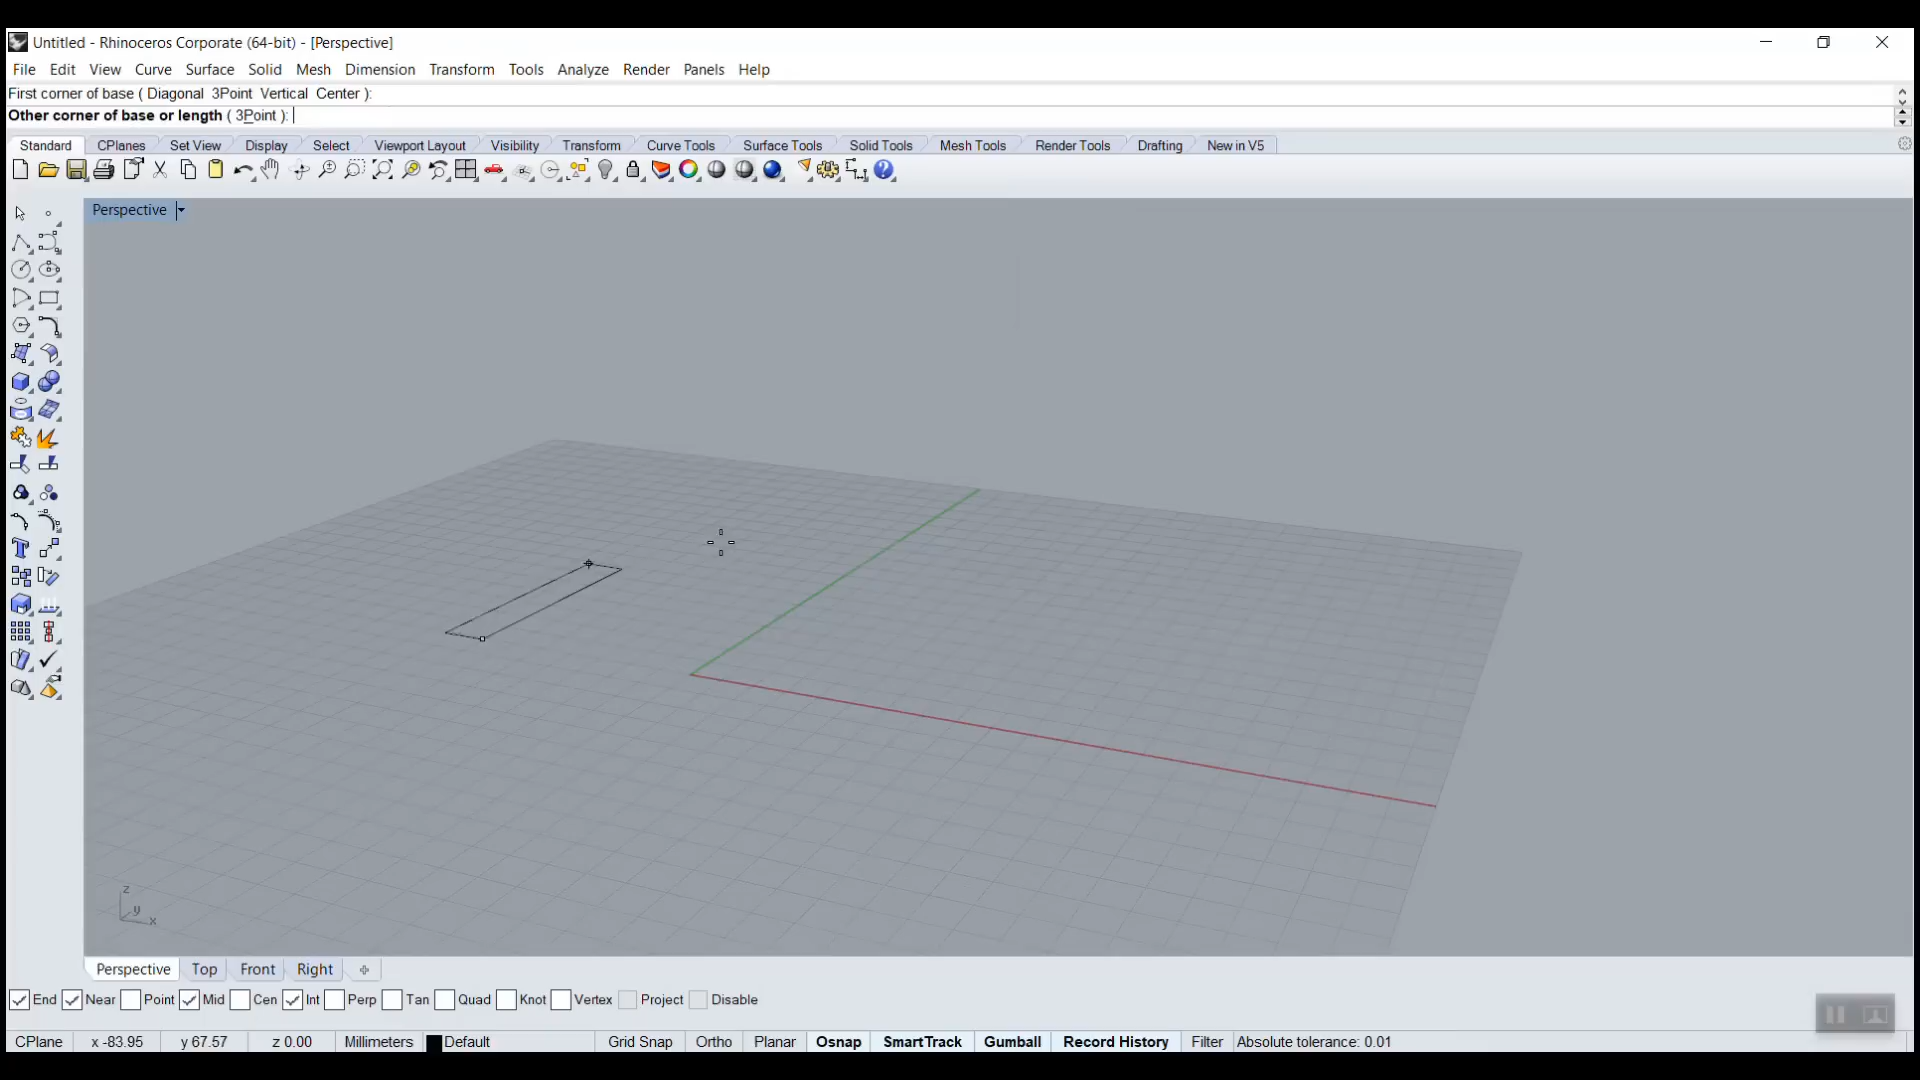 Untitled - Rhinoceros Corporate (64-bit) - [Perspective]
File Edit View Curve Surface Solid Mesh Dimension Transform Tools Analyze Render Panels Help
First corner of base ( Diagonal 3Point Vertical Center ):
Other corner of base or length ( 3Point ):
Standard CPlanes Set View Display Select Viewport Layout Visibility Transform Curve Tools Surface Tools Solid Tools Mesh Tools Render Tools Drafting New in V5
Perspective
z
y
x
Perspective Top Front Right
End Near Point Mid Cen Int Perp Tan Quad Knot Vertex Project Disable
CPlane x -83.95 y 67.57 z 0.00 Millimeters Default Grid Snap Ortho Planar Osnap SmartTrack Gumball Record History Filter Absolute tolerance: 0.01